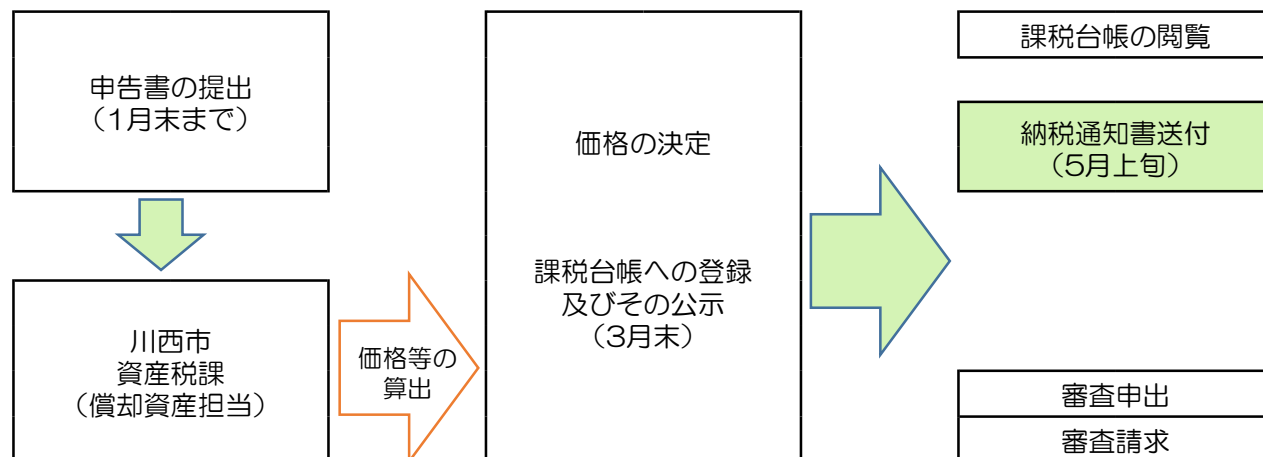 申告書の提出
（1月末まで）
川西市
資産税課
（償却資産担当）
価格等の
算出
価格の決定
課税台帳への登録
及びその公示
（3月末）
課税台帳の閲覧
納税通知書送付
（5月上旬）
審査申出
審査請求